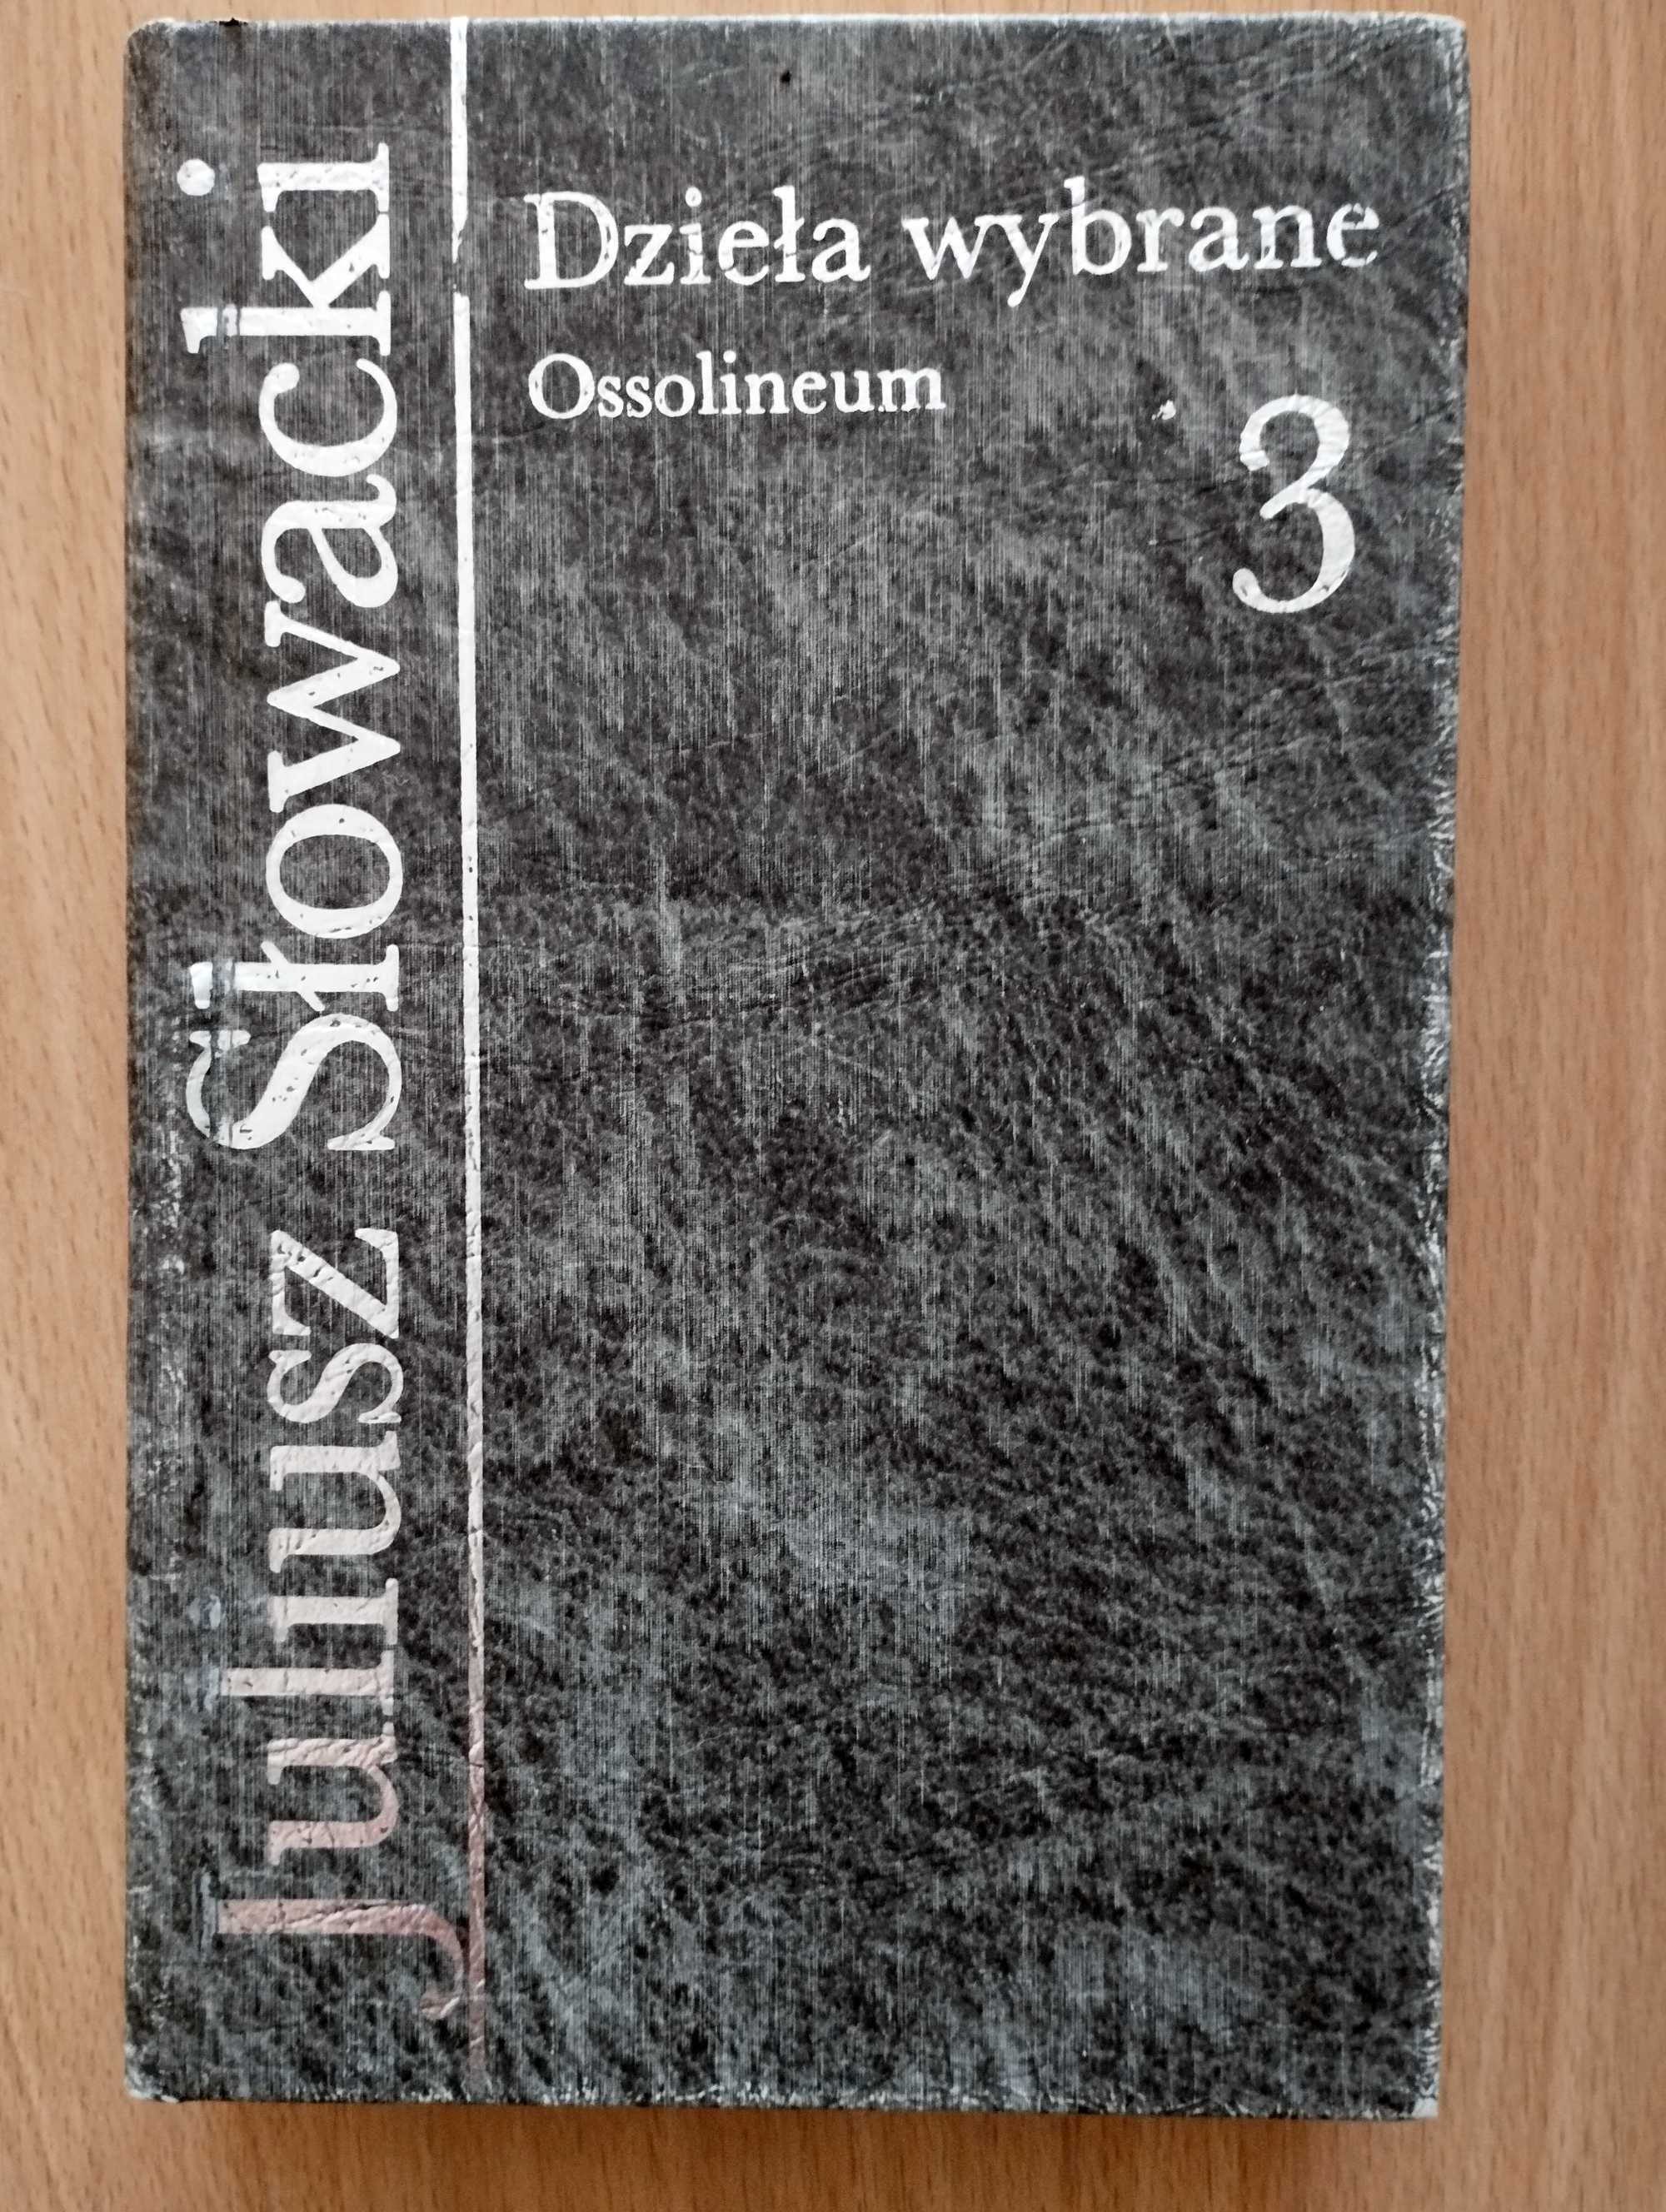 Juliusz Słowacki
Dzieła wybrane
Ossolineum
3